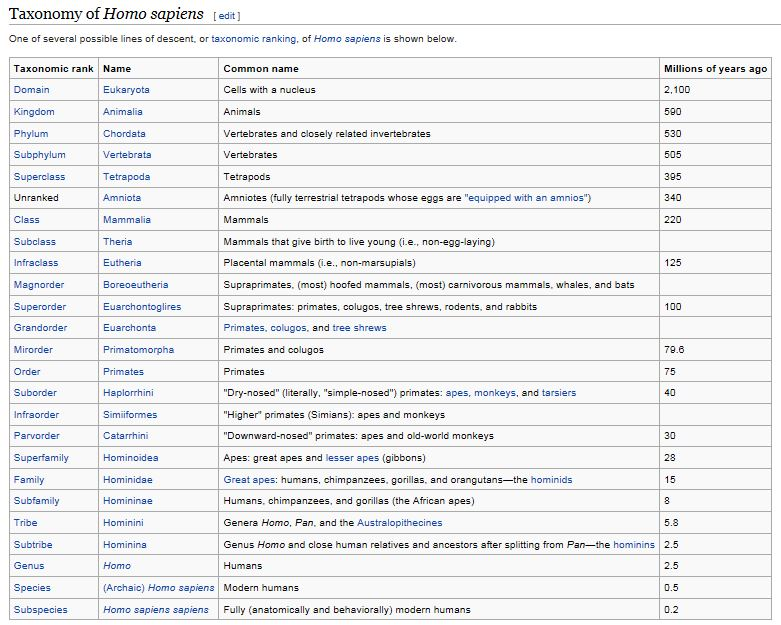 Taxonomy of Homo sapiens [ edit ]
One of several possible lines of descent, or taxonomic ranking, of Homo sapiens is shown below.
Taxonomic rank Name Common name Millions of years ago
Domain Eukaryota Cells with a nucleus 2,100
Kingdom Animalia Animals 590
Phylum Chordata Vertebrates and closely related invertebrates 530
Subphylum Vertebrata Vertebrates 505
Superclass Tetrapoda Tetrapods 395
Unranked Amniota Amniotes (fully terrestrial tetrapods whose eggs are "equipped with an amnios") 340
Class Mammalia Mammals 220
Subclass Theria Mammals that give birth to live young (i.e., non-egg-laying)
Infraclass Eutheria Placental mammals (i.e., non-marsupials) 125
Magnorder Boreoeutheria Supraprimates, (most) hoofed mammals, (most) carnivorous mammals, whales, and bats
Superorder Euarchontoglires Supraprimates: primates, colugos, tree shrews, rodents, and rabbits 100
Grandorder Euarchonta Primates, colugos, and tree shrews
Mirorder Primatomorpha Primates and colugos 79.6
Order Primates Primates 75
Suborder Haplorrhini "Dry-nosed" (literally, "simple-nosed") primates: apes, monkeys, and tarsiers 40
Infraorder Simiiformes "Higher" primates (Simians): apes and monkeys
Parvorder Catarrhini "Downward-nosed" primates: apes and old-world monkeys 30
Superfamily Hominoidea Apes: great apes and lesser apes (gibbons) 28
Family Hominidae Great apes: humans, chimpanzees, gorillas, and orangutans—the hominids 15
Subfamily Homininae Humans, chimpanzees, and gorillas (the African apes) 8
Tribe Hominini Genera Homo, Pan, and the Australopithecines 5.8
Subtribe Hominina Genus Homo and close human relatives and ancestors after splitting from Pan—the hominins 2.5
Genus Homo Humans 2.5
Species (Archaic) Homo sapiens Modern humans 0.5
Subspecies Homo sapiens sapiens Fully (anatomically and behaviorally) modern humans 0.2